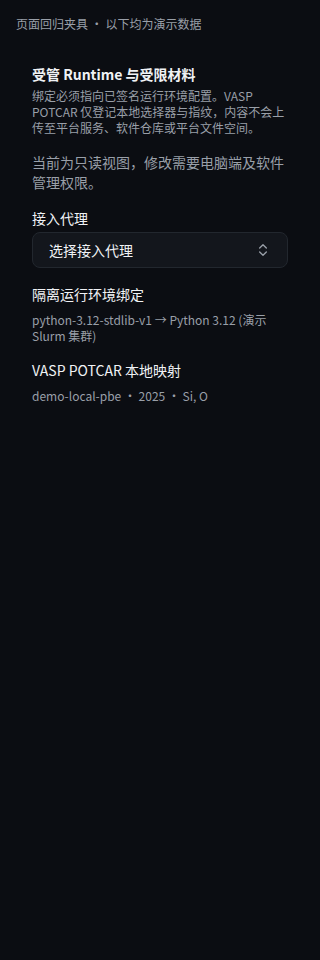 页面回归夹具 · 以下均为演示数据
受管 Runtime 与受限材料
绑定必须指向已签名运行环境配置。VASP
POTCAR 仅登记本地选择器与指纹，内容不会上
传至平台服务、软件仓库或平台文件空间。
当前为只读视图，修改需要电脑端及软件
管理权限。
接入代理
选择接入代理
隔离运行环境绑定
python-3.12-stdlib-v1 → Python 3.12 (演示
Slurm 集群)
VASP POTCAR 本地映射
demo-local-pbe · 2025 · Si, O